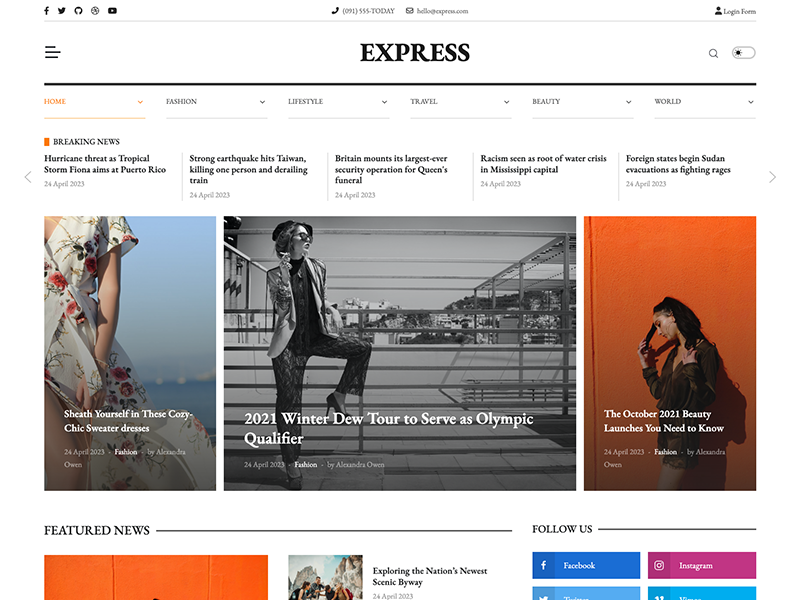 (091) 555-TODAY
hello@express.com
Login Form
EXPRESS
HOME
FASHION
LIFESTYLE
TRAVEL
BEAUTY
WORLD
BREAKING NEWS
Hurricane threat as Tropical
Storm Fiona aims at Puerto Rico
24 April 2023
Strong earthquake hits Taiwan,
killing one person and derailing
train
24 April 2023
Britain mounts its largest-ever
security operation for Queen's
funeral
24 April 2023
Racism seen as root of water crisis
in Mississippi capital
24 April 2023
Foreign states begin Sudan
evacuations as fighting rages
24 April 2023
Sheath Yourself in These Cozy-
Chic Sweater dresses
24 April 2023 - Fashion - by Alexandra
Owen
2021 Winter Dew Tour to Serve as Olympic
Qualifier
24 April 2023 - Fashion - by Alexandra Owen
The October 2021 Beauty
Launches You Need to Know
24 April 2023 - Fashion - by Alexandra
Owen
FEATURED NEWS
Exploring the Nation's Newest
Scenic Byway
24 April 2023
FOLLOW US
Facebook
Instagram
Twitter
Vimeo